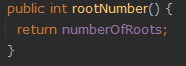 public int rootNumber() {
return numberOfRoots;
}